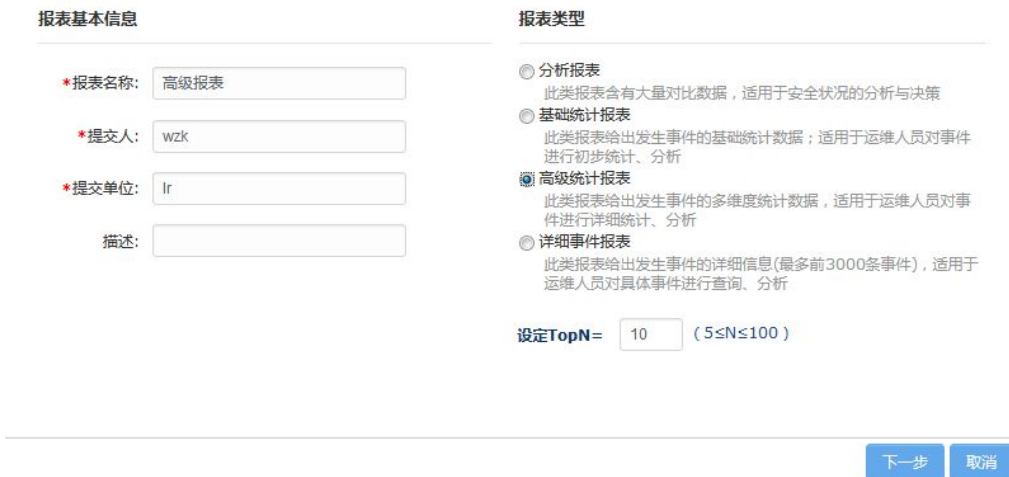 报表基本信息
*报表名称: 高级报表
*提交人: wzk
*提交单位: lr
描述:
报表类型
分析报表
此类报表含有大量对比数据，适用于安全状况的分析与决策
基础统计报表
此类报表给出发生事件的基础统计数据；适用于运维人员对事件
进行初步统计、分析
高级统计报表
此类报表给出发生事件的多维度统计数据，适用于运维人员对事
件进行详细统计、分析
详细事件报表
此类报表给出发生事件的详细信息(最多前3000条事件)，适用于
运维人员对具体事件进行查询、分析
设定TopN= 10 （5≤N≤100）
下一步 取消